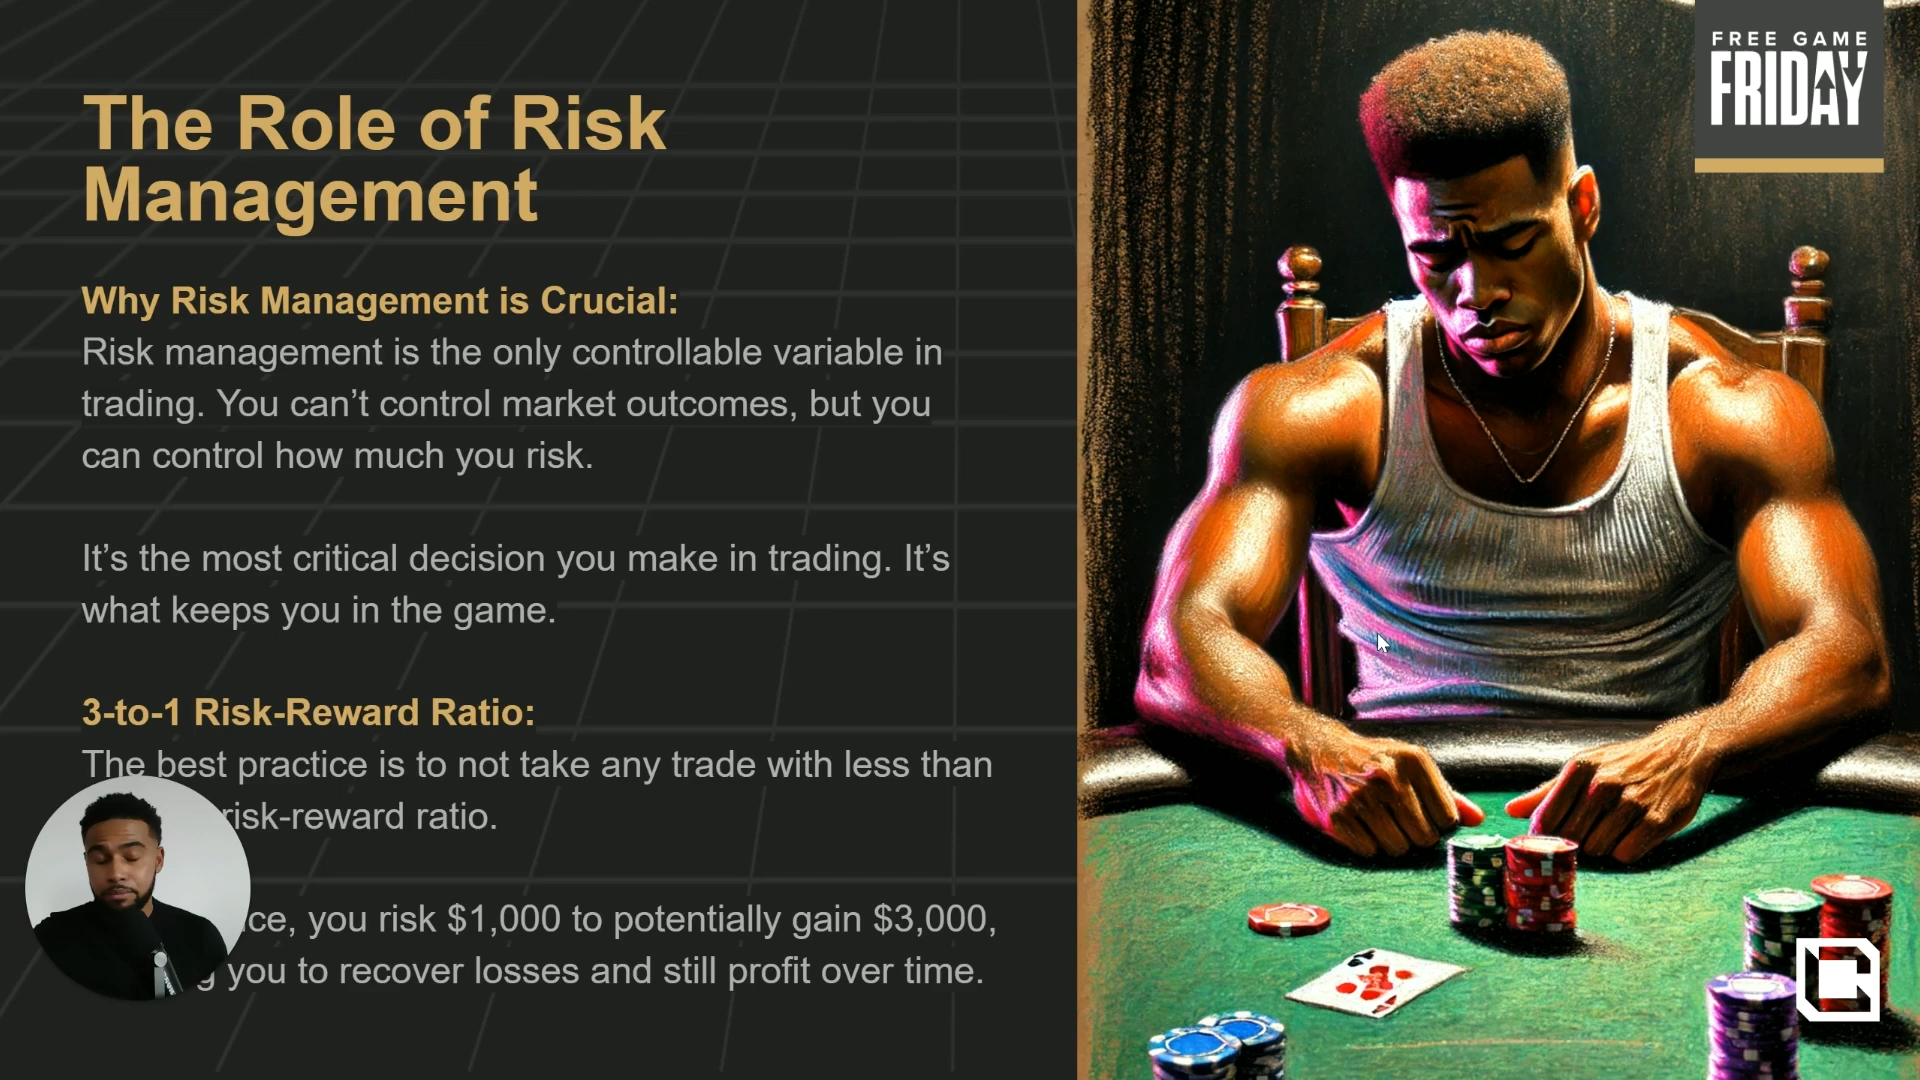 The Role of Risk
Management
Why Risk Management is Crucial:
Risk management is the only controllable variable in
trading. You can’t control market outcomes, but you
can control how much you risk.
It’s the most critical decision you make in trading. It’s
what keeps you in the game.
3-to-1 Risk-Reward Ratio:
The best practice is to not take any trade with less than
risk-reward ratio.
you risk $1,000 to potentially gain $3,000,
you to recover losses and still profit over time.
FREE GAME
FRIDAY